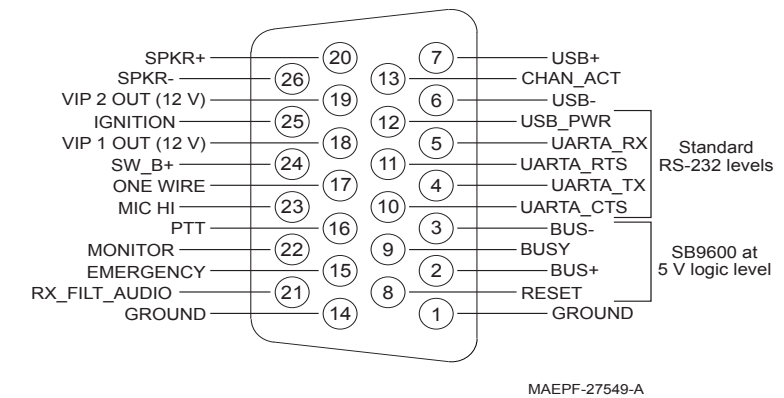 SPKR+ 20 7 USB+
SPKR- 26 13 CHAN_ACT
VIP 2 OUT (12 V) 19 6 USB-
IGNITION 25 12 USB_PWR
VIP 1 OUT (12 V) 18 5 UARTA_RX
SW_B+ 24 11 UARTA_RTS
ONE WIRE 17 4 UARTA_TX
MIC HI 23 10 UARTA_CTS
PTT 16 3 BUS-
MONITOR 22 9 BUSY
EMERGENCY 15 2 BUS+
RX_FILT_AUDIO 21 8 RESET
GROUND 14 1 GROUND
Standard
RS-232 levels
SB9600 at
5 V logic level
MAEPF-27549-A